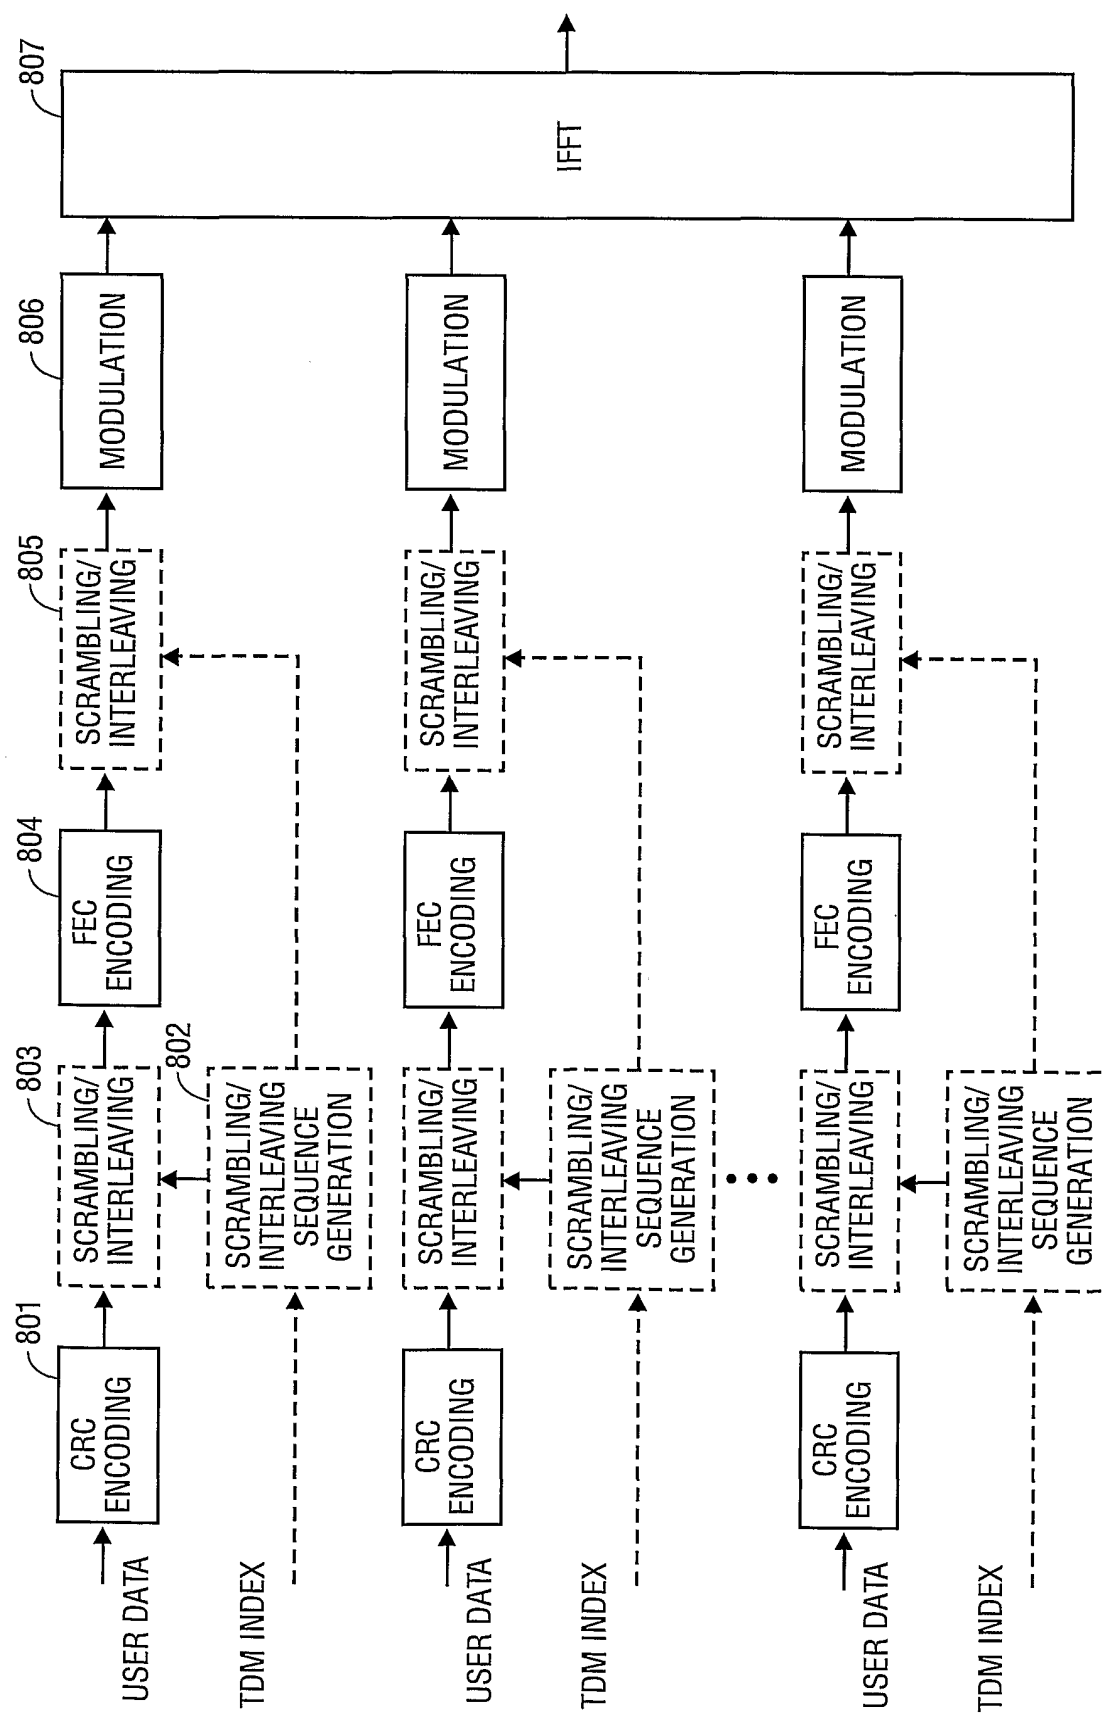 USER DATA
801
CRC
ENCODING
803
SCRAMBLING/
INTERLEAVING
804
FEC
ENCODING
805
SCRAMBLING/
INTERLEAVING
806
MODULATION
807
IFFT
TDM INDEX
802
SCRAMBLING/
INTERLEAVING
SEQUENCE
GENERATION
USER DATA
CRC
ENCODING
SCRAMBLING/
INTERLEAVING
FEC
ENCODING
SCRAMBLING/
INTERLEAVING
MODULATION
TDM INDEX
SCRAMBLING/
INTERLEAVING
SEQUENCE
GENERATION
USER DATA
CRC
ENCODING
SCRAMBLING/
INTERLEAVING
FEC
ENCODING
SCRAMBLING/
INTERLEAVING
MODULATION
TDM INDEX
SCRAMBLING/
INTERLEAVING
SEQUENCE
GENERATION